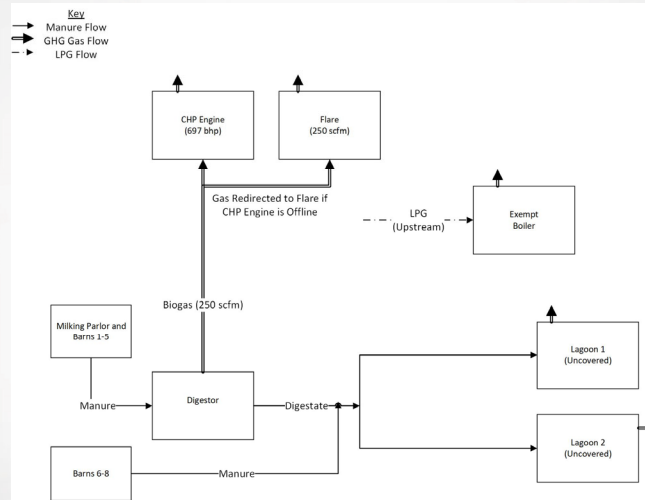 Key
Manure Flow
GHG Gas Flow
LPG Flow
CHP Engine
(697 bhp)
Flare
(250 scfm)
Gas Redirected to Flare if
CHP Engine is Offline
LPG
(Upstream)
Exempt
Boiler
Biogas (250 scfm)
Milking Parlor and
Barns 1-5
Lagoon 1
(Uncovered)
Manure
Digestor
Digestate
Lagoon 2
(Uncovered)
Barns 6-8
Manure